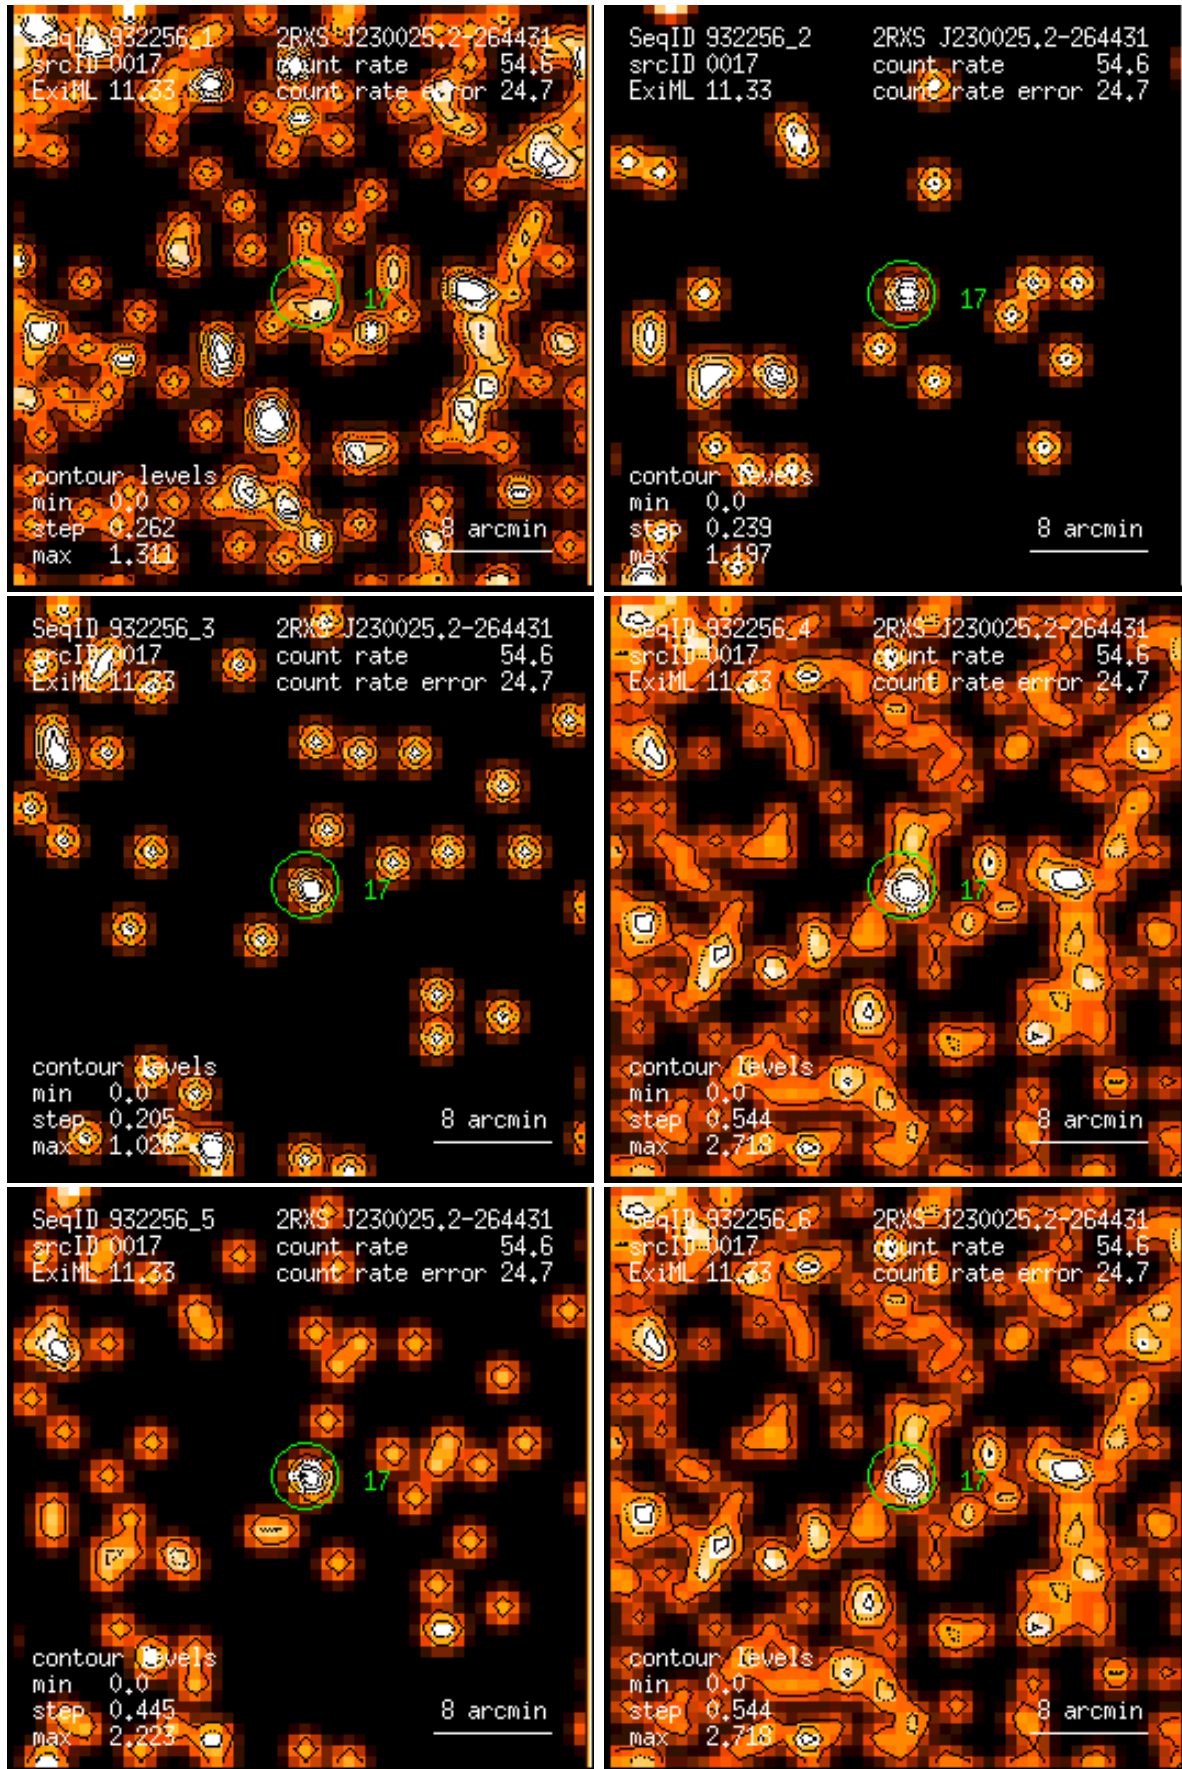 SeqID 932256_1 2RXS J230025.2-264431
srcID 0017 count rate 54.6
ExiML 11.33 count rate error 24.7
17
contour levels
min 0.0
step 0.262
max 1.311
8 arcmin
SeqID 932256_2 2RXS J230025.2-264431
srcID 0017 count rate 54.6
ExiML 11.33 count rate error 24.7
17
contour levels
min 0.0
step 0.239
max 1.197
8 arcmin
SeqID 932256_3 2RXS J230025.2-264431
srcID 0017 count rate 54.6
ExiML 11.33 count rate error 24.7
17
contour levels
min 0.0
step 0.205
max 1.026
8 arcmin
SeqID 932256_4 2RXS J230025.2-264431
srcID 0017 count rate 54.6
ExiML 11.33 count rate error 24.7
17
contour levels
min 0.0
step 0.544
max 2.718
8 arcmin
SeqID 932256_5 2RXS J230025.2-264431
srcID 0017 count rate 54.6
ExiML 11.33 count rate error 24.7
17
contour levels
min 0.0
step 0.445
max 2.223
8 arcmin
SeqID 932256_6 2RXS J230025.2-264431
srcID 0017 count rate 54.6
ExiML 11.33 count rate error 24.7
17
contour levels
min 0.0
step 0.544
max 2.718
8 arcmin